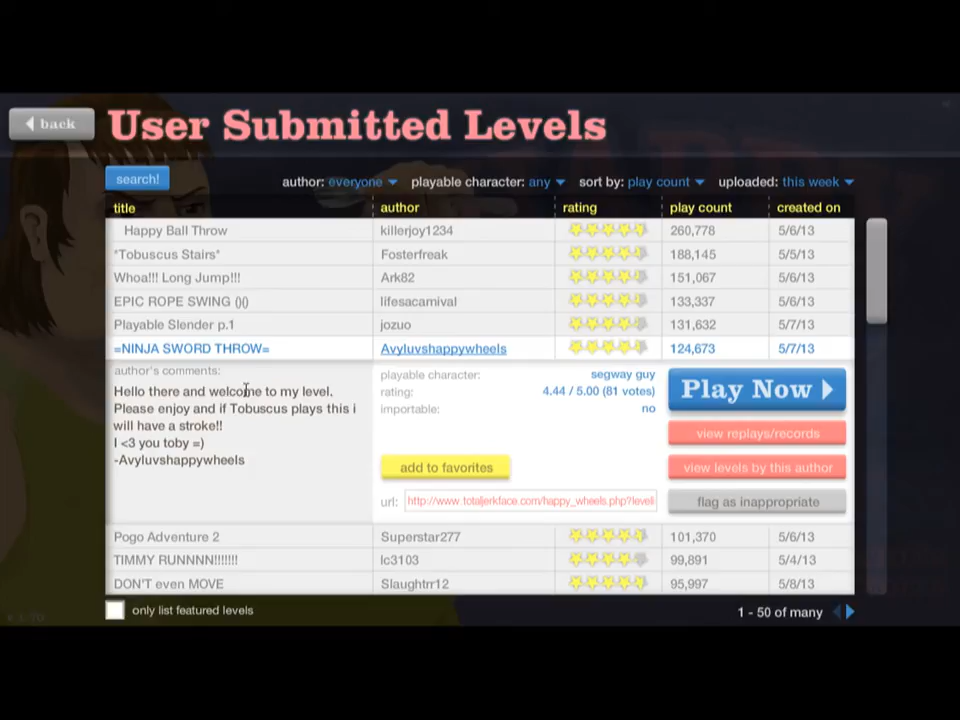 back
User Submitted Levels
search!
author: everyone playable character: any sort by: play count uploaded: this week
title author rating play count created on
Happy Ball Throw killerjoy1234 260,778 5/6/13
*Tobuscus Stairs* Fosterfreak 188,145 5/5/13
Whoa!!! Long Jump!!! Ark82 151,067 5/6/13
EPIC ROPE SWING ()() lifesacarnival 133,337 5/6/13
Playable Slender p.1 jozuo 131,632 5/7/13
=NINJA SWORD THROW= Avyluvshappywheels 124,673 5/7/13
author's comments:
Hello there and welcome to my level.
Please enjoy and if Tobuscus plays this i
will have a stroke!!
I <3 you toby =)
-Avyluvshappywheels
playable character: segway guy
rating: 4.44 / 5.00 (81 votes)
importable: no
add to favorites
url: http://www.totaljerkface.com/happy_wheels.php?leveli
Play Now
view replays/records
view levels by this author
flag as inappropriate
Pogo Adventure 2 Superstar277 101,370 5/6/13
TIMMY RUNNNN!!!!!!! lc3103 99,891 5/4/13
DON'T even MOVE Slaughtrr12 95,997 5/8/13
only list featured levels
1 - 50 of many